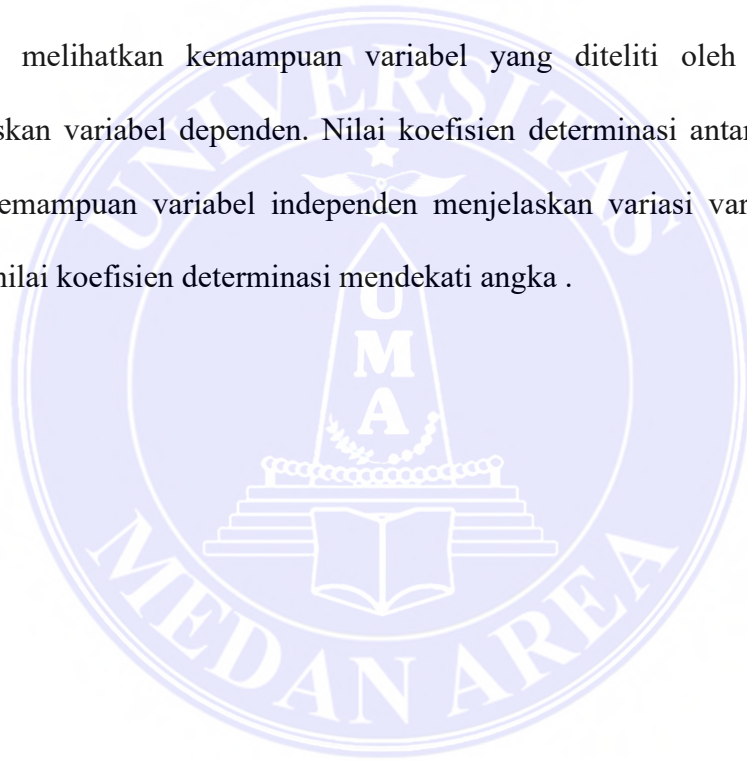 melihatkan kemampuan variabel yang diteliti oleh
skan variabel dependen. Nilai koefisien determinasi antar
emampuan variabel independen menjelaskan variasi var
nilai koefisien determinasi mendekati angka .
UNIVERSITAS
U
M
A
MEDAN AREA